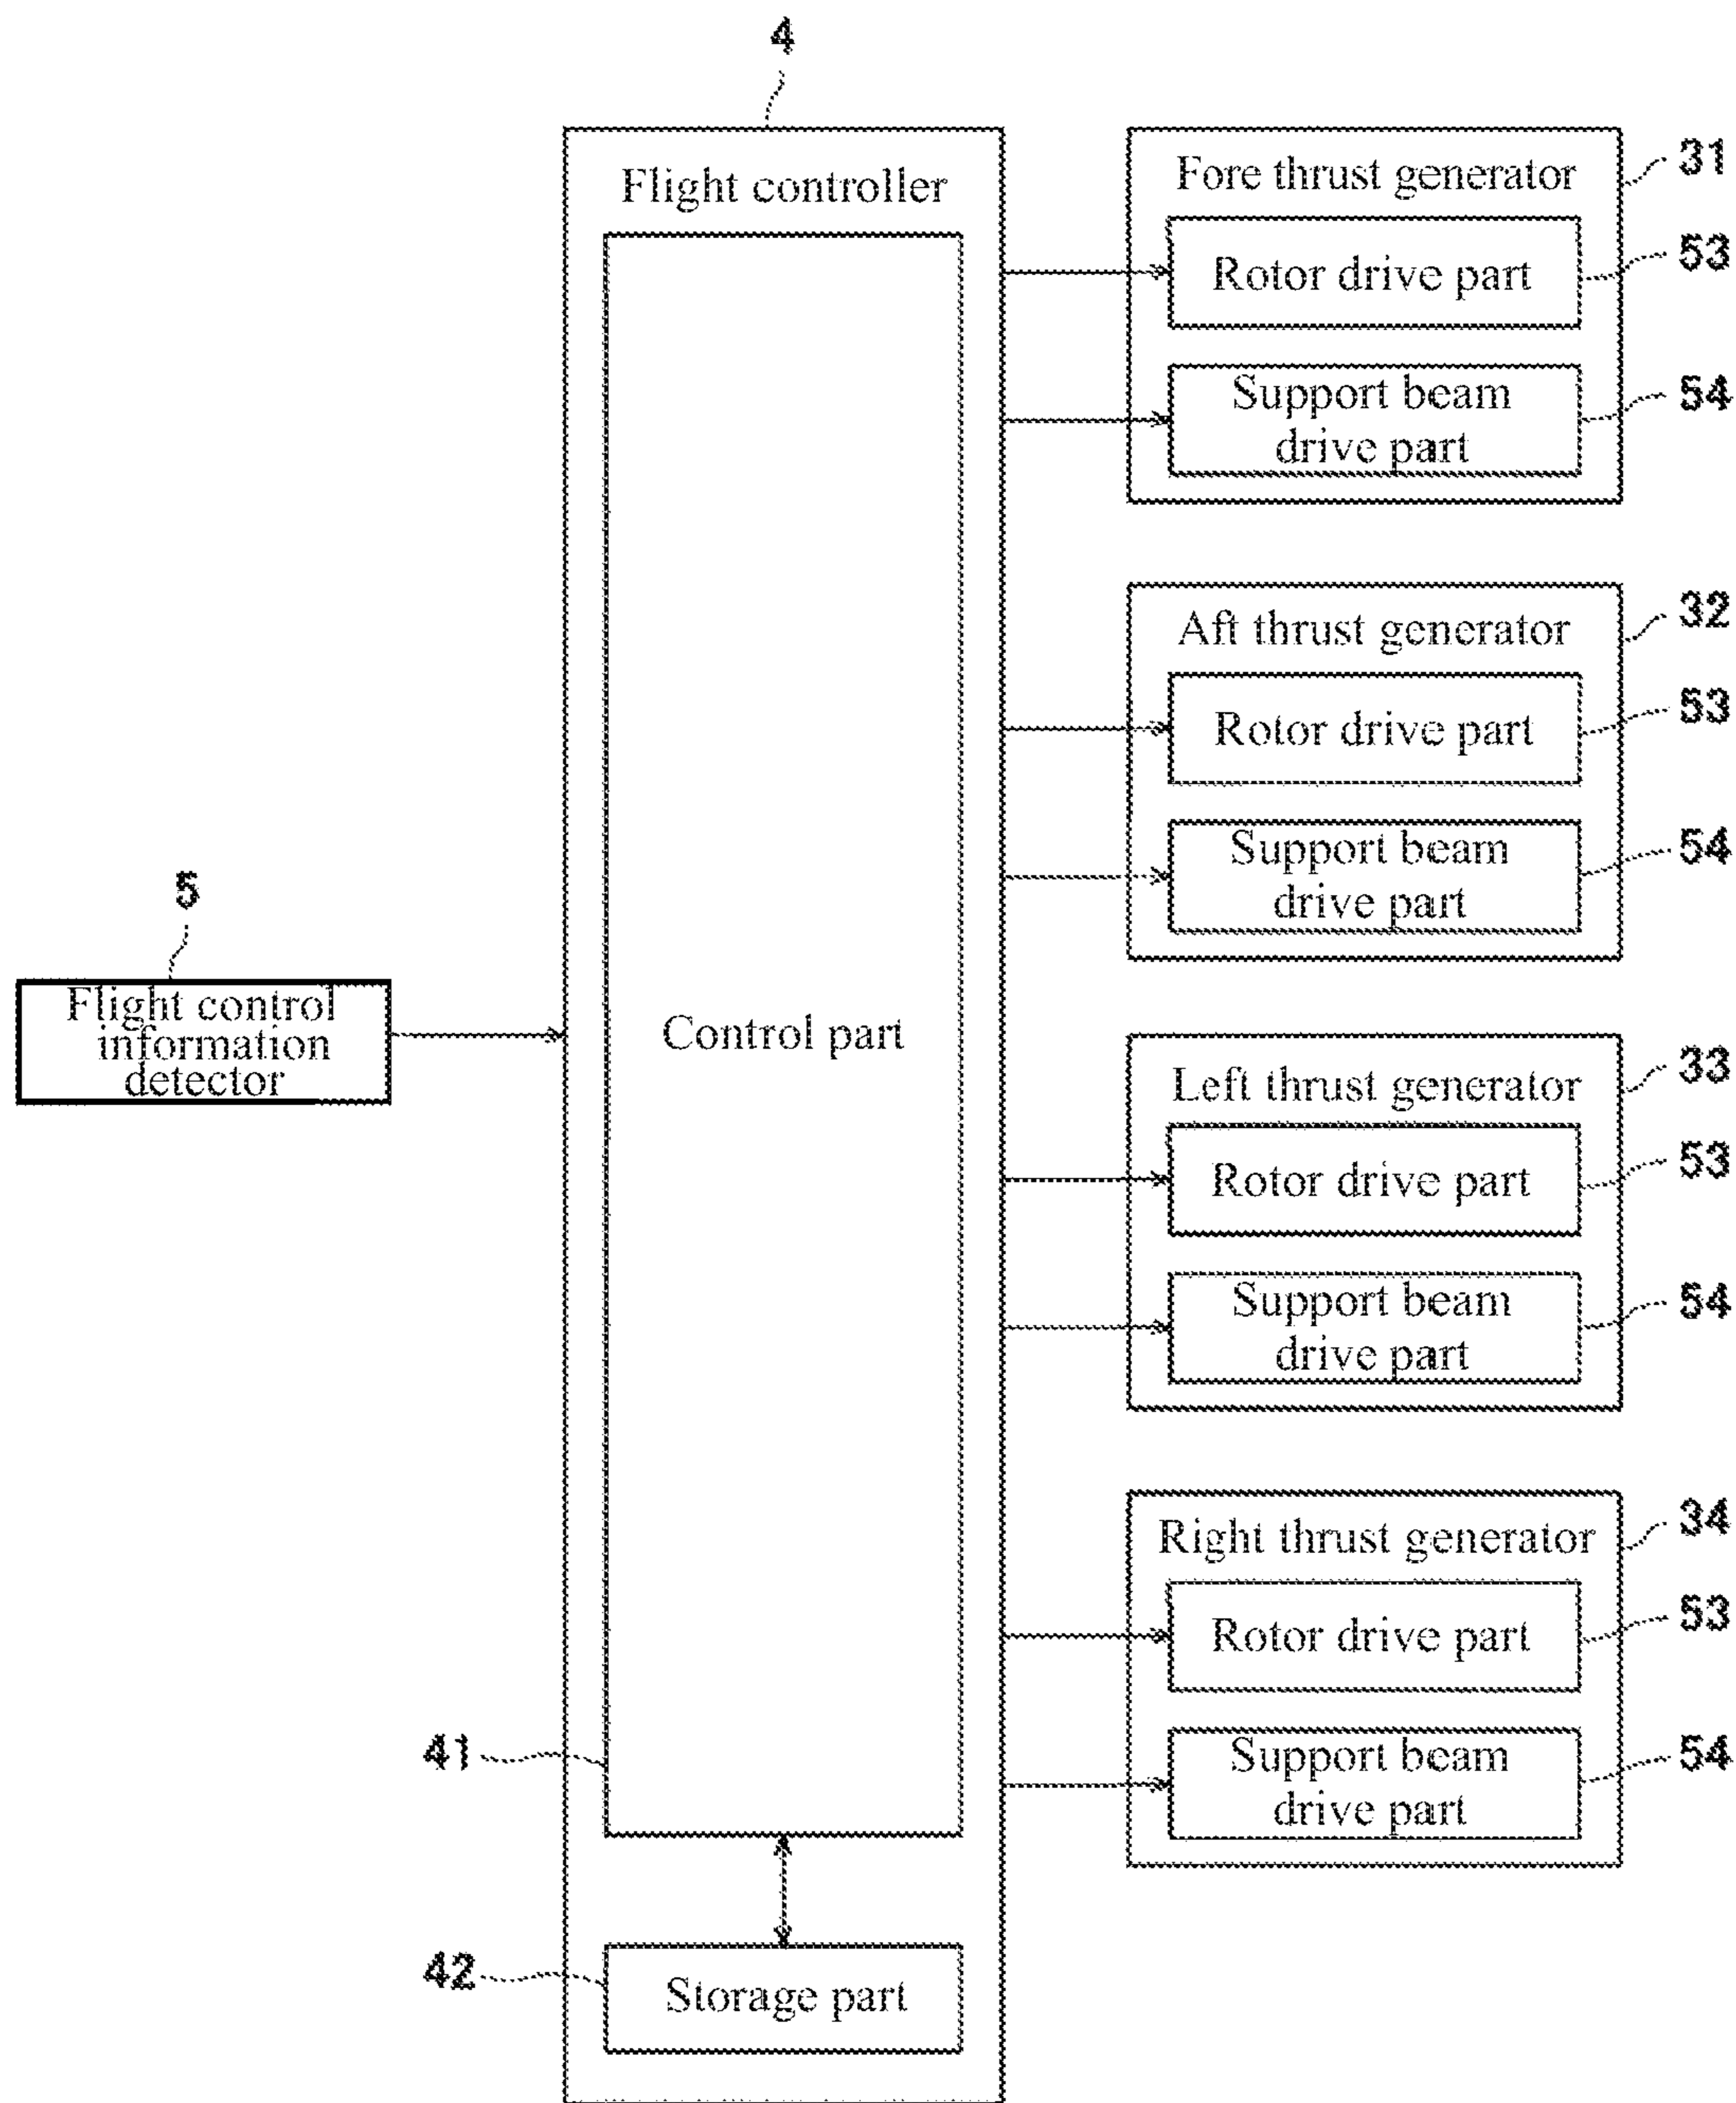 4
Flight controller
Control part
41
42
Storage part
5
Flight control
information
detector
Fore thrust generator
31
Rotor drive part
53
Support beam
drive part
54
Aft thrust generator
32
Rotor drive part
53
Support beam
drive part
54
Left thrust generator
33
Rotor drive part
53
Support beam
drive part
54
Right thrust generator
34
Rotor drive part
53
Support beam
drive part
54